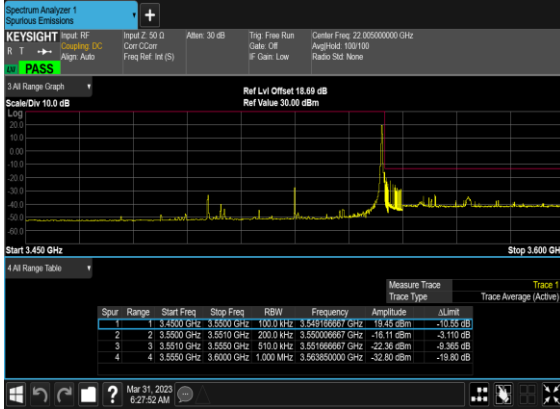 Spectrum Analyzer 1
Spurious Emissions
+
KEYSIGHT Input: RF Input Z: 50 Ω Atten: 30 dB Trig: Free Run Center Freq: 22.005000000 GHz
R T Coupling: DC Corr CCorr Gate: Off Avg|Hold: 100/100
Align: Auto Freq Ref: Int (S) IF Gain: Low Radio Std: None
LN PASS
3 All Range Graph
Ref Lvl Offset 18.69 dB
Scale/Div 10.0 dB Ref Value 30.00 dBm
Log
20.0
10.0
0.00
-10.0
-20.0
-30.0
-40.0
-50.0
-60.0
Start 3.450 GHz Stop 3.600 GH
4 All Range Table
Measure Trace Trace 1
Trace Type Trace Average (Active)
Spur Range Start Freq Stop Freq RBW Frequency Amplitude ΔLimit
1 1 3.4500 GHz 3.5500 GHz 100.0 kHz 3.549166667 GHz 19.45 dBm -10.55 dB
2 2 3.5500 GHz 3.5510 GHz 200.0 kHz 3.550006667 GHz -16.11 dBm -3.110 dB
3 3 3.5510 GHz 3.5550 GHz 510.0 kHz 3.551666667 GHz -22.36 dBm -9.365 dB
4 4 3.5550 GHz 3.6000 GHz 1.000 MHz 3.563850000 GHz -32.80 dBm -19.80 dB
?
Mar 31, 2023
6:27:52 AM